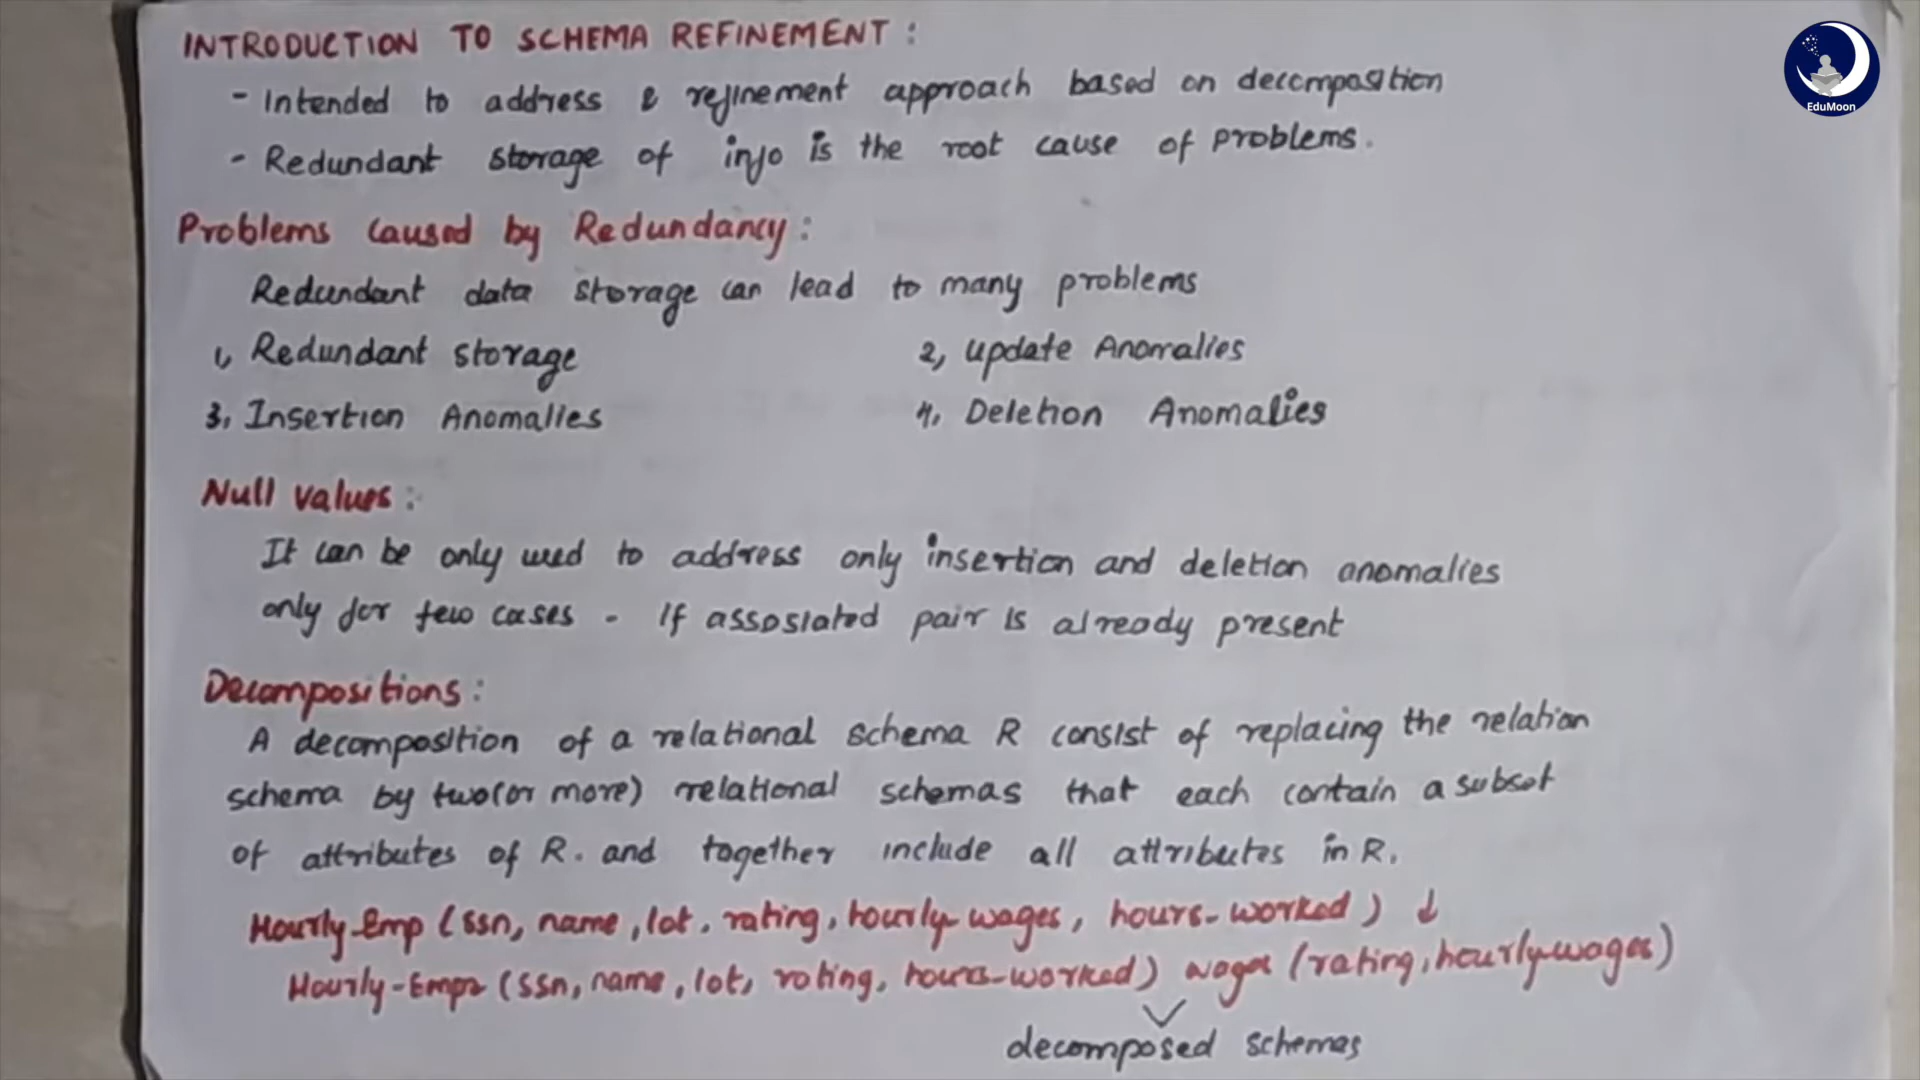 INTRODUCTION TO SCHEMA REFINEMENT :
- Intended to address & refinement approach based on decomposition
- Redundant storage of info is the root cause of problems.
Problems caused by Redundancy :
Redundant data storage can lead to many problems
1, Redundant storage 2, update Anomalies
3, Insertion Anomalies 4, Deletion Anomalies
Null values :
It can be only used to address only insertion and deletion anomalies
only for few cases - If assosiated pair is already present
Decompositions :
A decomposition of a relational schema R consist of replacing the relation
schema by two(or more) relational schemas that each contain a subset
of attributes of R. and together include all attributes in R.
Hourly-Emp (ssn, name, lot, rating, hourly-wages, hours-worked) ↓
Hourly-Emp2 (ssn, name, lot, rating, hours-worked) wages (rating, hourly-wages)
decomposed schemas
EduMoon